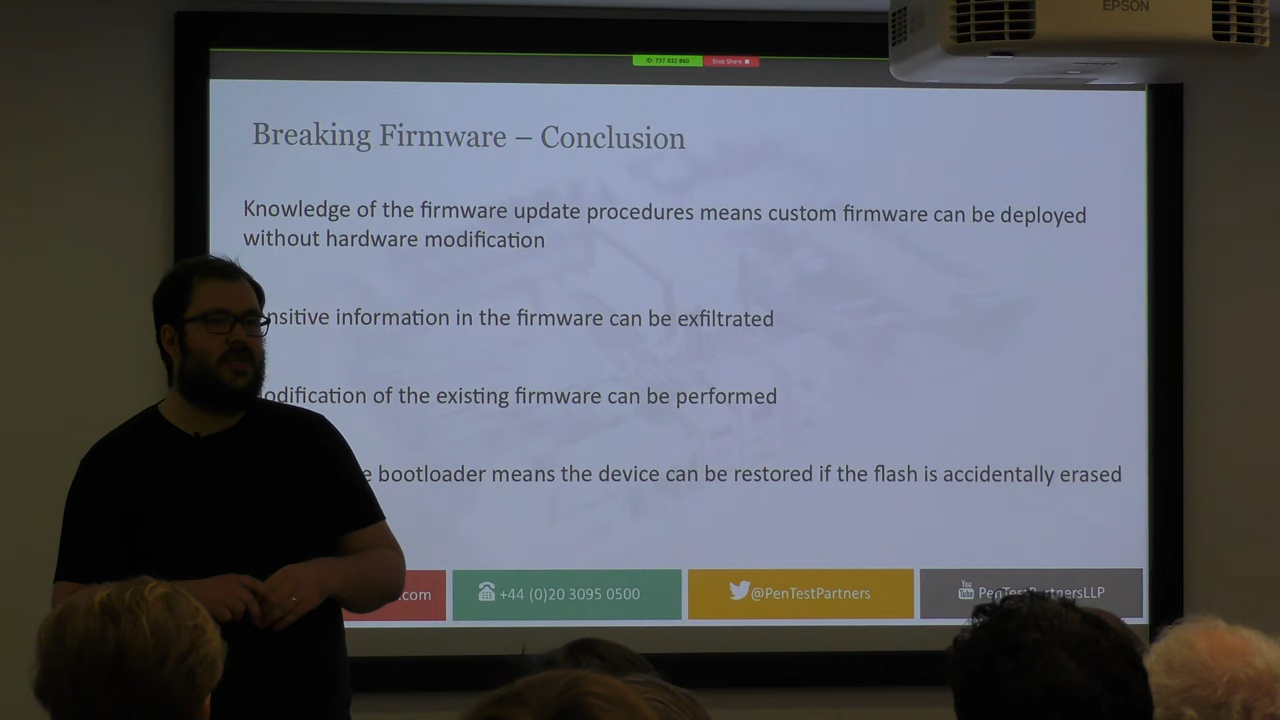 EPSON
ID: 737 032 860
Stop Share
Breaking Firmware – Conclusion
Knowledge of the firmware update procedures means custom firmware can be deployed
without hardware modification
nsitive information in the firmware can be exfiltrated
odification of the existing firmware can be performed
e bootloader means the device can be restored if the flash is accidentally erased
.com
+44 (0)20 3095 0500
@PenTestPartners
You Tube
PenTestPartnersLLP